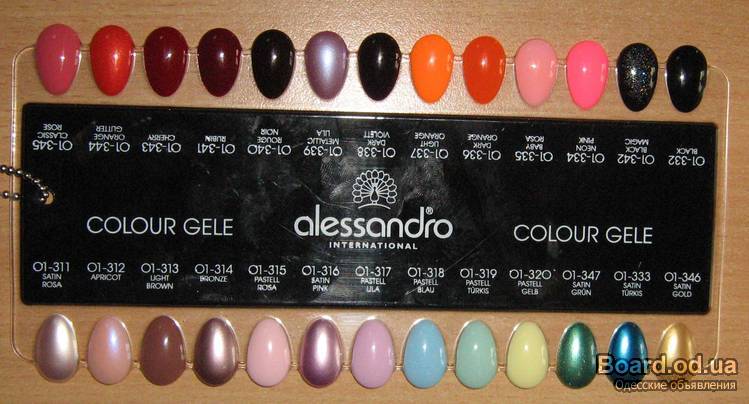 01-345
CLASSIC
ROSE
01-344
ORANGE
GLITTER
01-343
CHERRY
01-341
RUBIN
01-340
ROUGE
NOIR
01-339
METALLIC
LILA
01-338
DARK
VIOLETT
01-337
LIGHT
ORANGE
01-336
DARK
ORANGE
01-335
BABY
ROSA
01-334
NEON
PINK
01-342
BLACK
MAGIC
01-332
BLACK
COLOUR GELE
alessandro®
INTERNATIONAL
COLOUR GELE
01-311
SATIN
ROSA
01-312
APRICOT
01-313
LIGHT
BROWN
01-314
BRONZE
01-315
PASTELL
ROSA
01-316
SATIN
PINK
01-317
PASTELL
LILA
01-318
PASTELL
BLAU
01-319
PASTELL
TÜRKIS
01-320
PASTELL
GELB
01-347
SATIN
GRÜN
01-333
SATIN
TÜRKIS
01-346
SATIN
GOLD
Board.od.ua
Одесские объявления